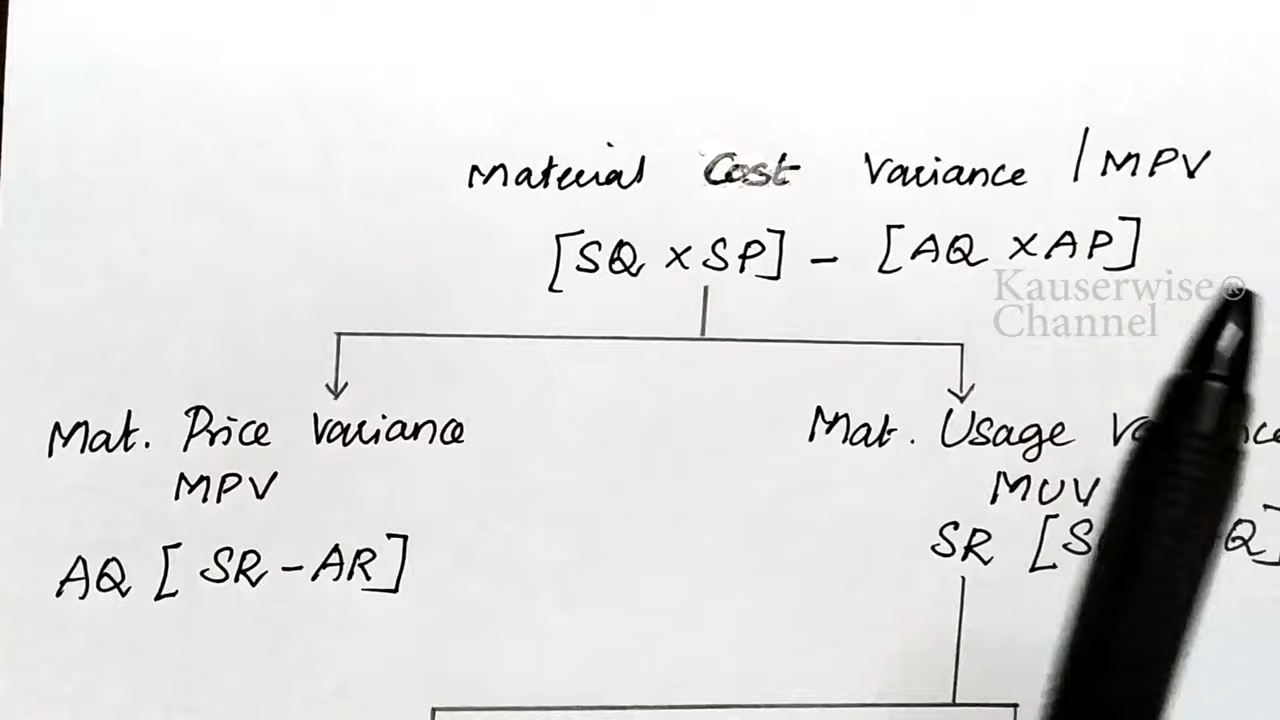 Material Cost Variance / MPV
[SQ × SP] - [AQ × AP]
Kauserwise®
Channel
Mat. Price Variance
MPV
AQ [SR - AR]
Mat. Usage
MUV
SR [S Q]